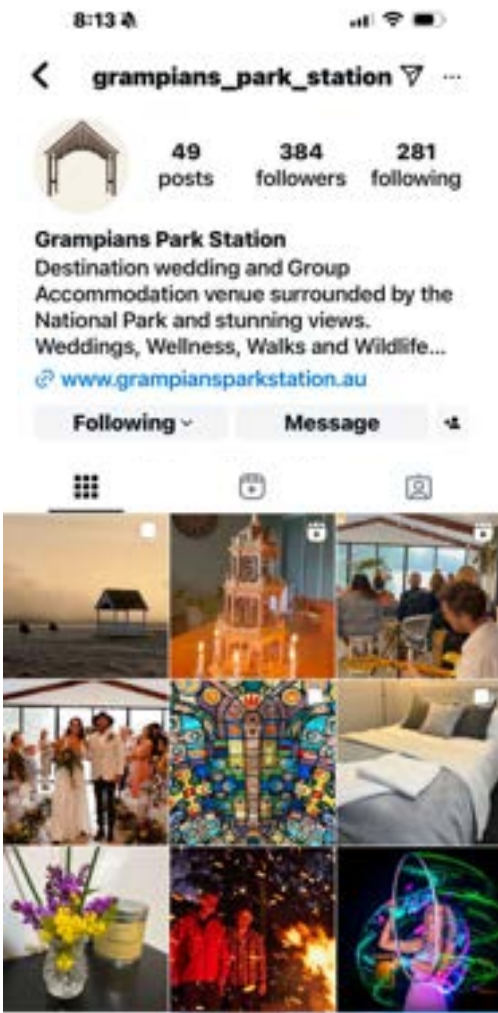 8:13
grampians_park_station
49
384
281
posts
followers
following
Grampians Park Station
Destination wedding and Group
Accommodation venue surrounded by the
National Park and stunning views.
Weddings, Wellness, Walks and Wildlife...
www.grampiansparkstation.au
Following
Message